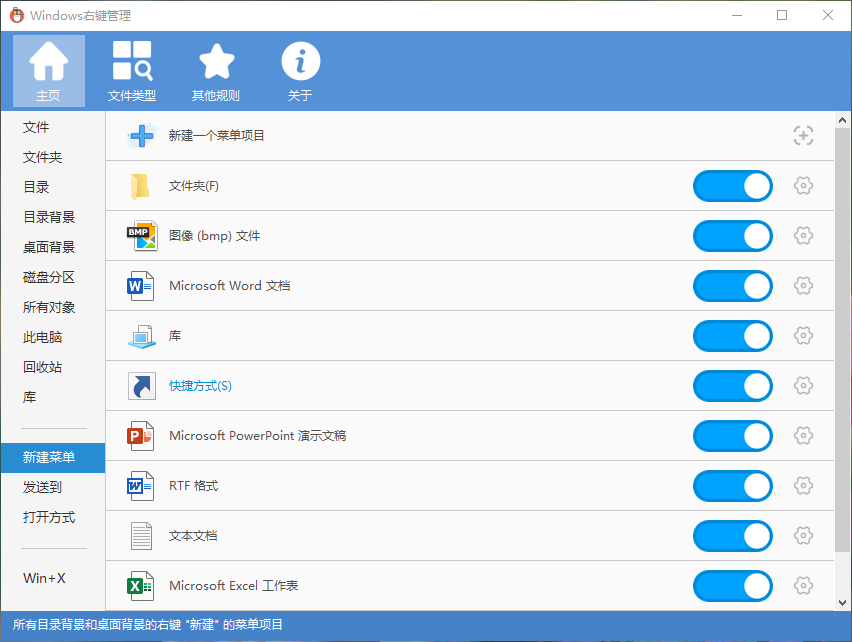 Windows右键管理
主页
文件类型
其他规则
关于
文件
文件夹
目录
目录背景
桌面背景
磁盘分区
所有对象
此电脑
回收站
库
新建菜单
发送到
打开方式
Win+X
新建一个菜单项目
文件夹(F)
BMP
图像 (bmp) 文件
Microsoft Word 文档
库
快捷方式(S)
Microsoft PowerPoint 演示文稿
RTF 格式
文本文档
Microsoft Excel 工作表
所有目录背景和桌面背景的右键 "新建" 的菜单项目